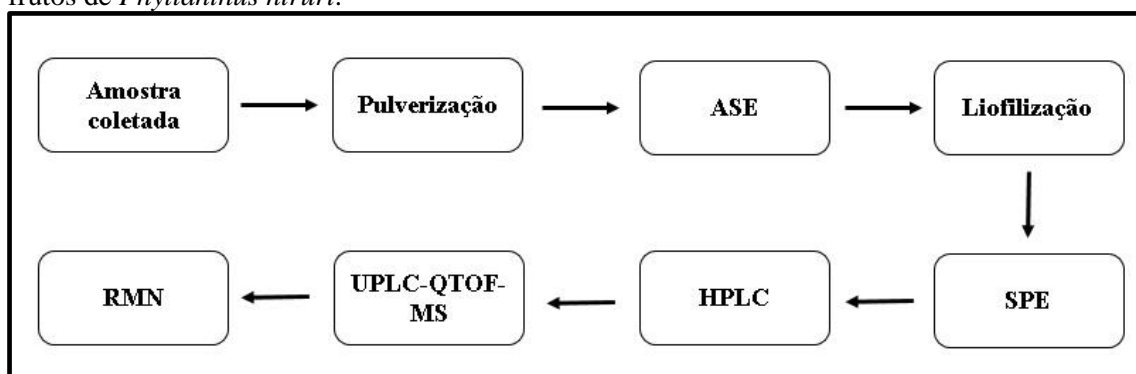 frutos de Phyllanthus niruri.
Amostra
coletada
Pulverização
ASE
Liofilização
SPE
HPLC
UPLC-QTOF-
MS
RMN